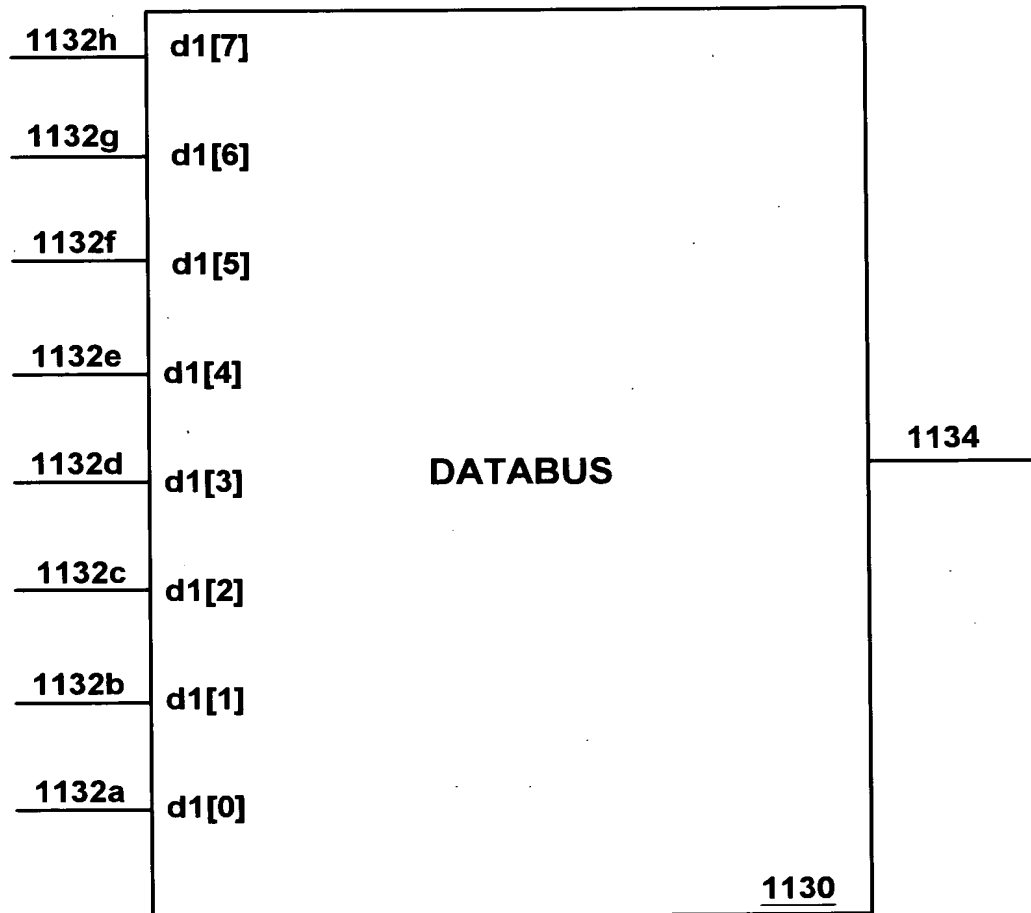 1132h d1[7]
1132g d1[6]
1132f d1[5]
1132e d1[4]
1134
1132d d1[3] DATABUS
1132c d1[2]
1132b d1[1]
1132a d1[0]
1130